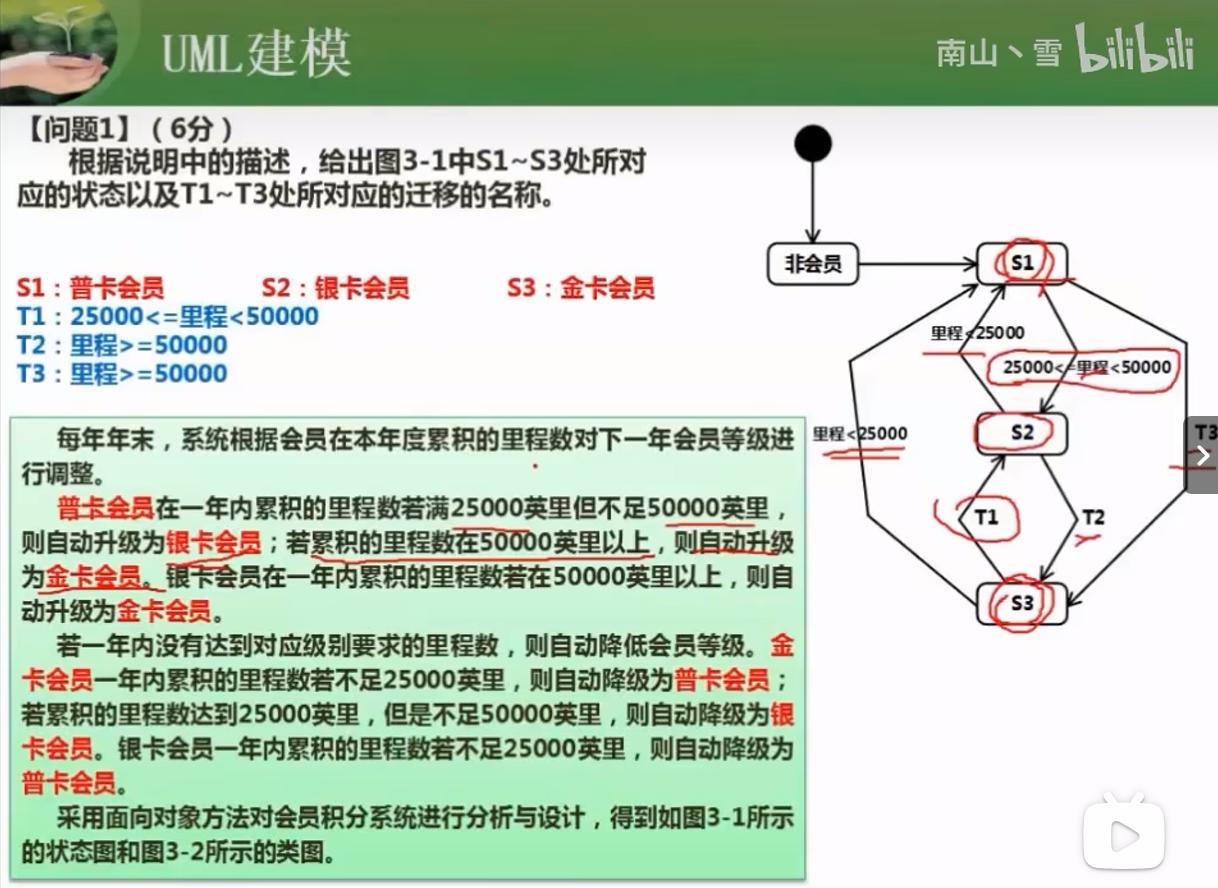 UML建模
南山丶雪 bilibili
【问题1】（6分）
根据说明中的描述，给出图3-1中S1~S3处所对
应的状态以及T1~T3处所对应的迁移的名称。
S1：普卡会员 S2：银卡会员 S3：金卡会员
T1：25000<=里程<50000
T2：里程>=50000
T3：里程>=50000
每年年末，系统根据会员在本年度累积的里程数对下一年会员等级进
行调整。
普卡会员在一年内累积的里程数若满25000英里但不足50000英里，
则自动升级为银卡会员；若累积的里程数在50000英里以上，则自动升级
为金卡会员。银卡会员在一年内累积的里程数若在50000英里以上，则自
动升级为金卡会员。
若一年内没有达到对应级别要求的里程数，则自动降低会员等级。金
卡会员一年内累积的里程数若不足25000英里，则自动降级为普卡会员；
若累积的里程数达到25000英里，但是不足50000英里，则自动降级为银
卡会员。银卡会员一年内累积的里程数若不足25000英里，则自动降级为
普卡会员。
采用面向对象方法对会员积分系统进行分析与设计，得到如图3-1所示
的状态图和图3-2所示的类图。
非会员
S1
里程<25000
25000<=里程<50000
S2
里程<25000
T3
T1
T2
S3